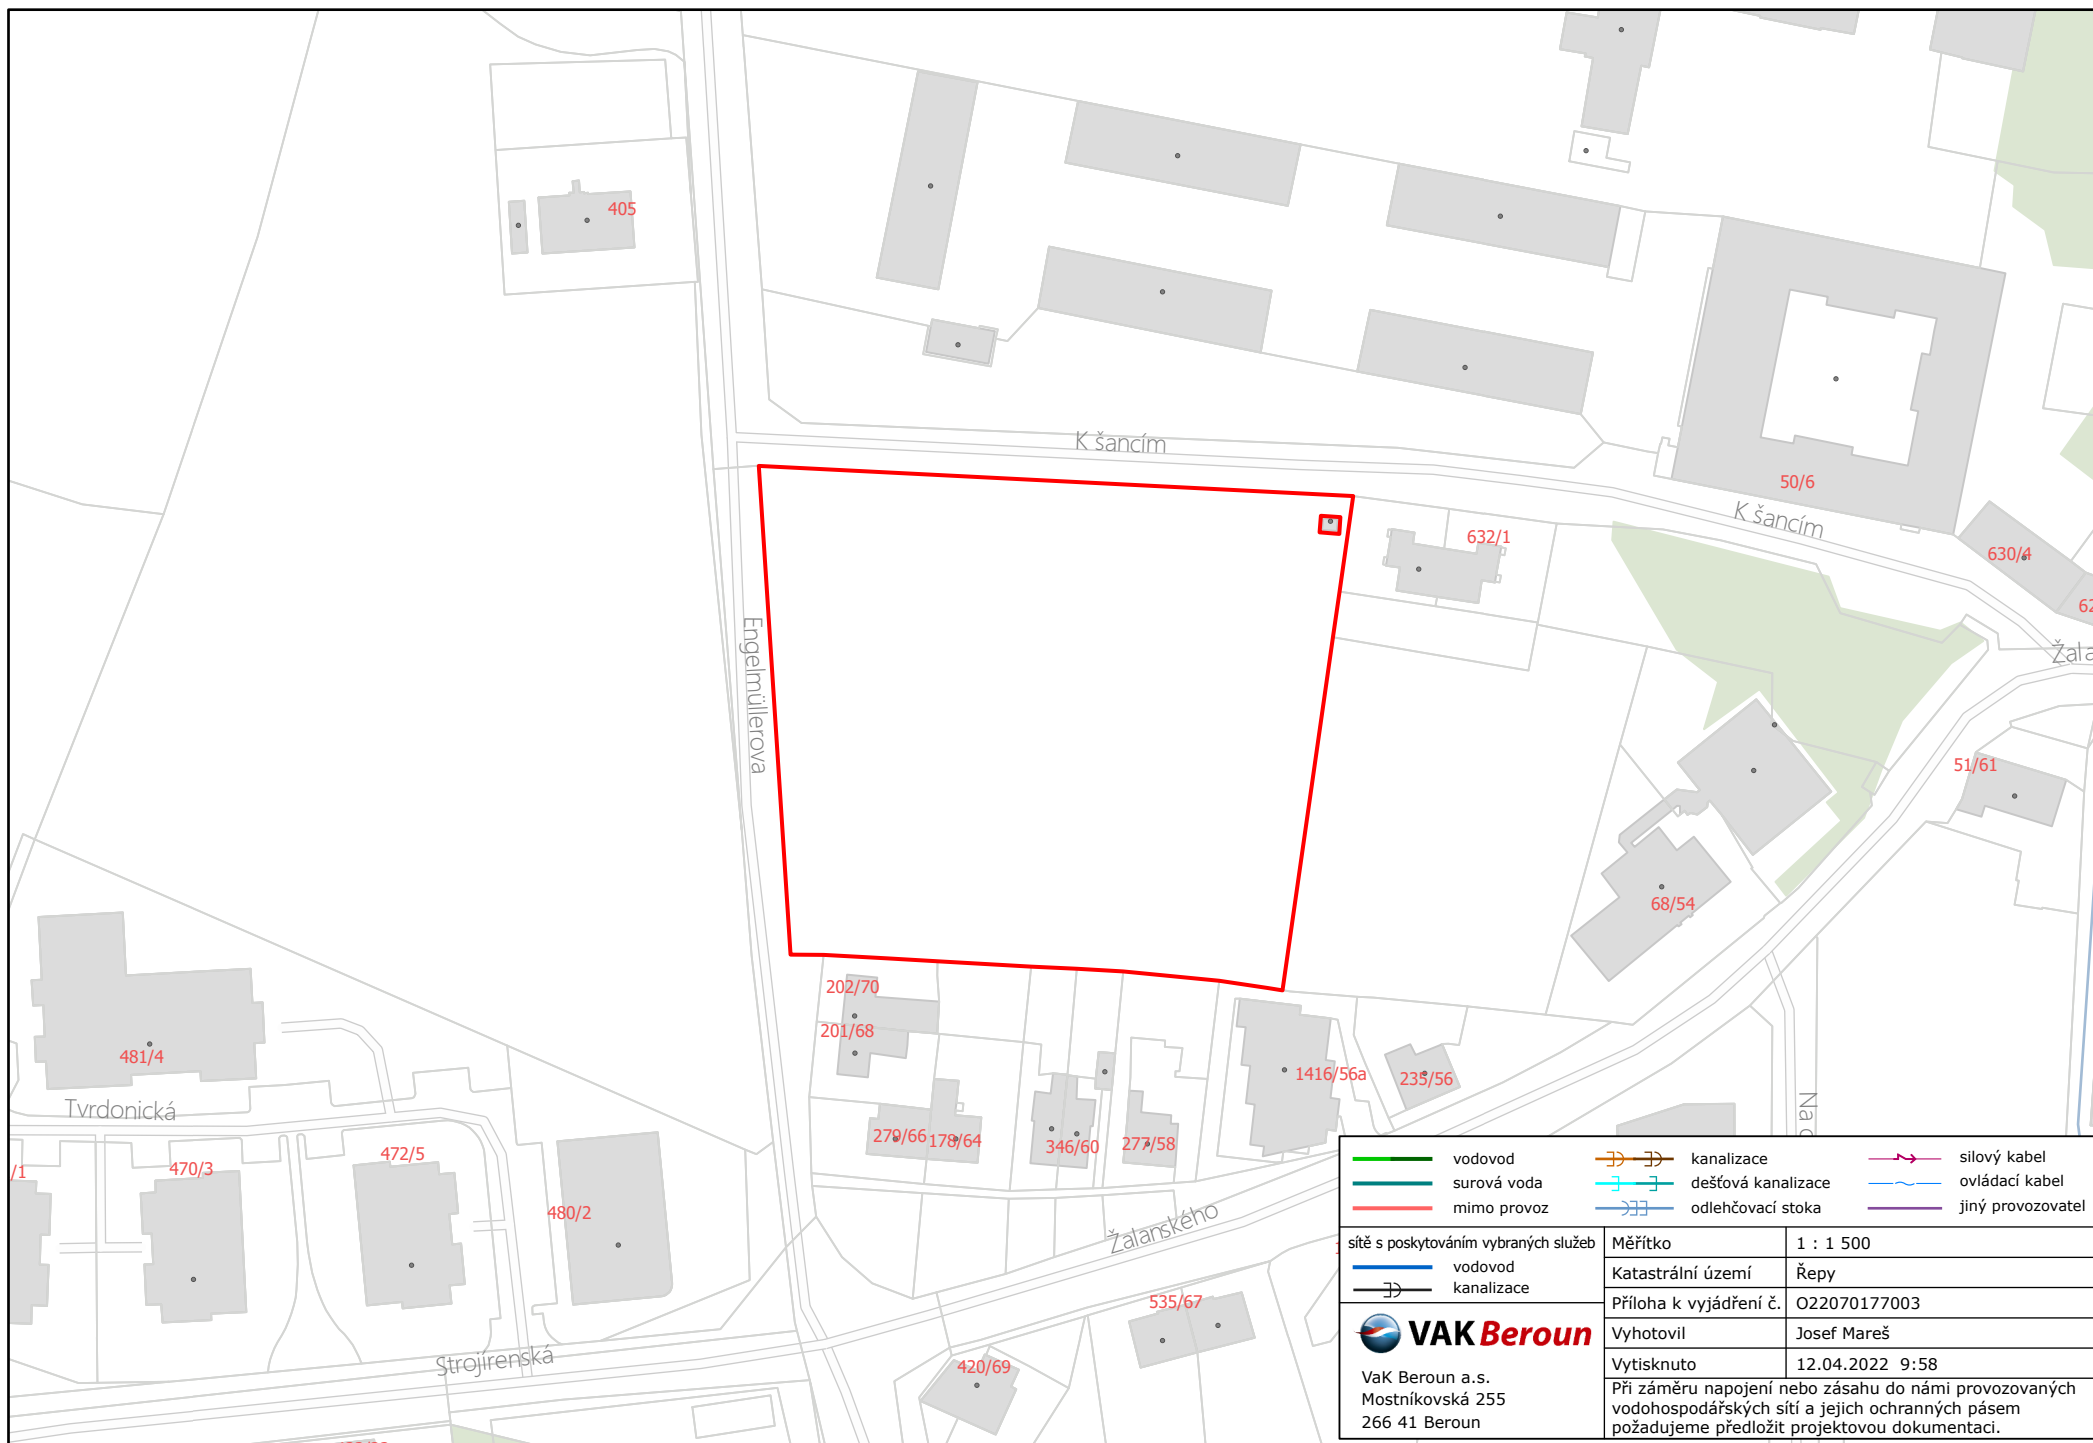 405
K šancím
50/6
K šancím
632/1
630/4
62
Žala
Engelmüllerova
51/61
68/54
202/70
201/68
481/4
1416/56a
235/56
Tvrdonická
Na
279/66
178/64
346/60
277/58
472/5
470/3
/1
480/2
Žalanského
535/67
Strojírenská
420/69
vodovod
surová voda
mimo provoz
kanalizace
dešťová kanalizace
odlehčovací stoka
silový kabel
ovládací kabel
jiný provozovatel
sítě s poskytováním vybraných služeb
vodovod
kanalizace
Měřítko 1 : 1 500
Katastrální území Řepy
Příloha k vyjádření č. O22070177003
Vyhotovil Josef Mareš
Vytisknuto 12.04.2022 9:58
VAK Beroun
VaK Beroun a.s.
Mostníkovská 255
266 41 Beroun
Při záměru napojení nebo zásahu do námi provozovaných
vodohospodářských sítí a jejich ochranných pásem
požadujeme předložit projektovou dokumentaci.